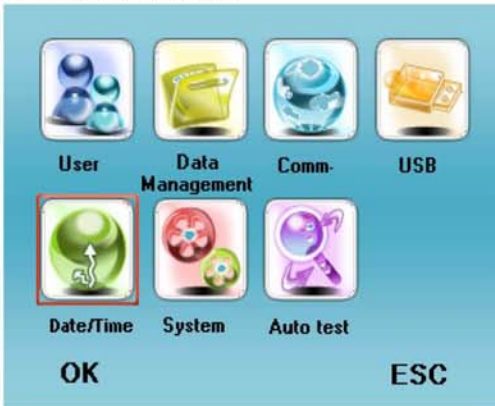 User
Data Management
Comm-
USB
Date/Time
System
Auto test
OK
ESC